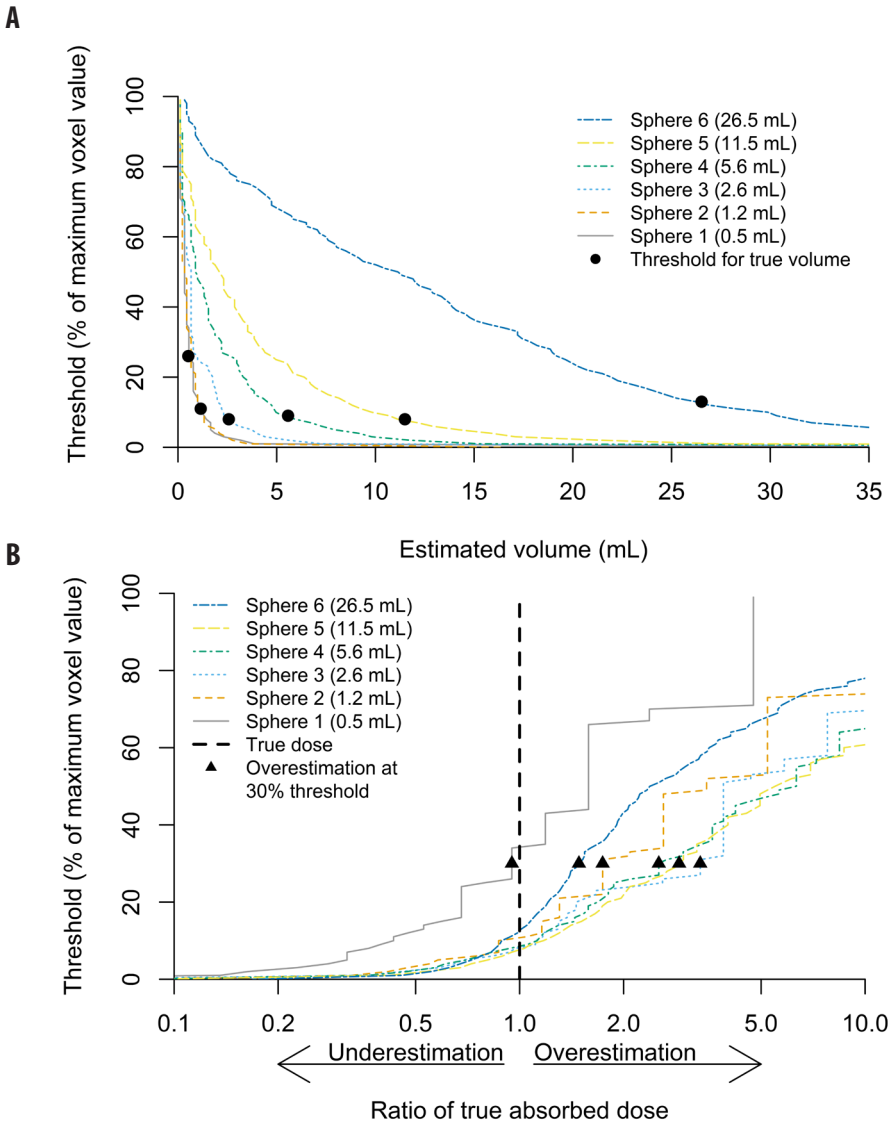 A
Threshold (% of maximum voxel value)
100
80
60
40
20
0
Sphere 6 (26.5 mL)
Sphere 5 (11.5 mL)
Sphere 4 (5.6 mL)
Sphere 3 (2.6 mL)
Sphere 2 (1.2 mL)
Sphere 1 (0.5 mL)
Threshold for true volume
0 5 10 15 20 25 30 35
Estimated volume (mL)
B
Threshold (% of maximum voxel value)
100
80
60
40
20
0
Sphere 6 (26.5 mL)
Sphere 5 (11.5 mL)
Sphere 4 (5.6 mL)
Sphere 3 (2.6 mL)
Sphere 2 (1.2 mL)
Sphere 1 (0.5 mL)
True dose
Overestimation at
30% threshold
0.1 0.2 0.5 1.0 2.0 5.0 10.0
Underestimation Overestimation
Ratio of true absorbed dose